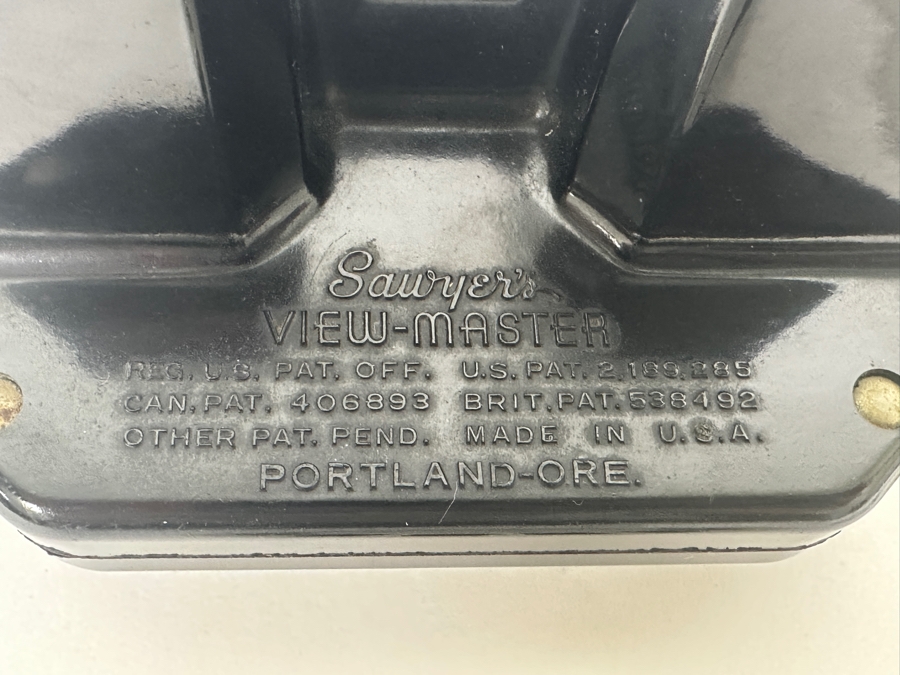 Sawyer's
VIEW-MASTER
REG. U.S. PAT. OFF. U.S. PAT. 2,189,285
CAN. PAT. 406893 BRIT. PAT. 538492
OTHER PAT. PEND. MADE IN U.S.A.
PORTLAND-ORE.